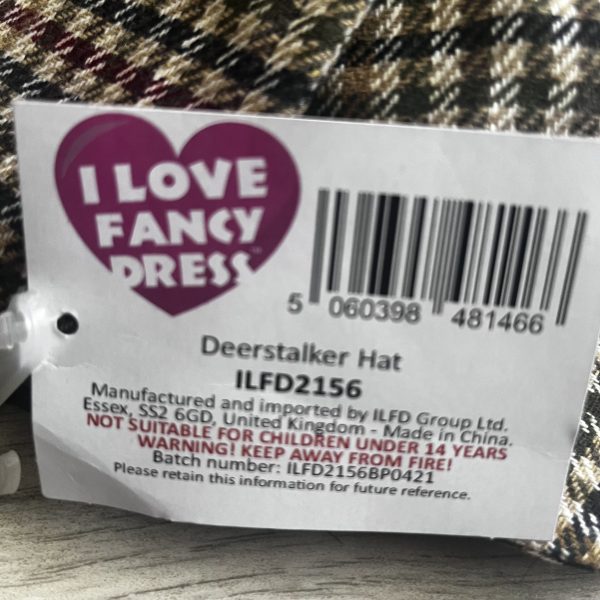 I LOVE
FANCY
DRESS™
5 060398 481466
Deerstalker Hat
ILFD2156
Manufactured and imported by ILFD Group Ltd.
Essex, SS2 6GD, United Kingdom - Made in China.
NOT SUITABLE FOR CHILDREN UNDER 14 YEARS
WARNING! KEEP AWAY FROM FIRE!
Batch number: ILFD2156BP0421
Please retain this information for future reference.